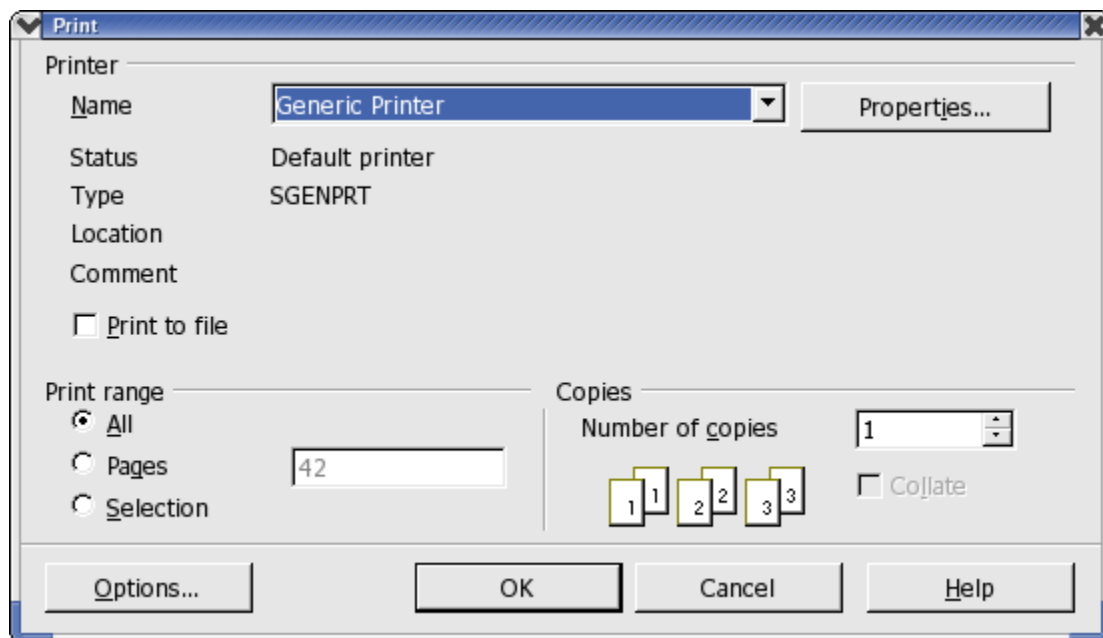 Print
Printer
Name Generic Printer Properties...
Status Default printer
Type SGENPRT
Location
Comment
Print to file
Print range
All
Pages 42
Selection
Copies
Number of copies 1
1 1 2 2 3 3
Collate
Options... OK Cancel Help